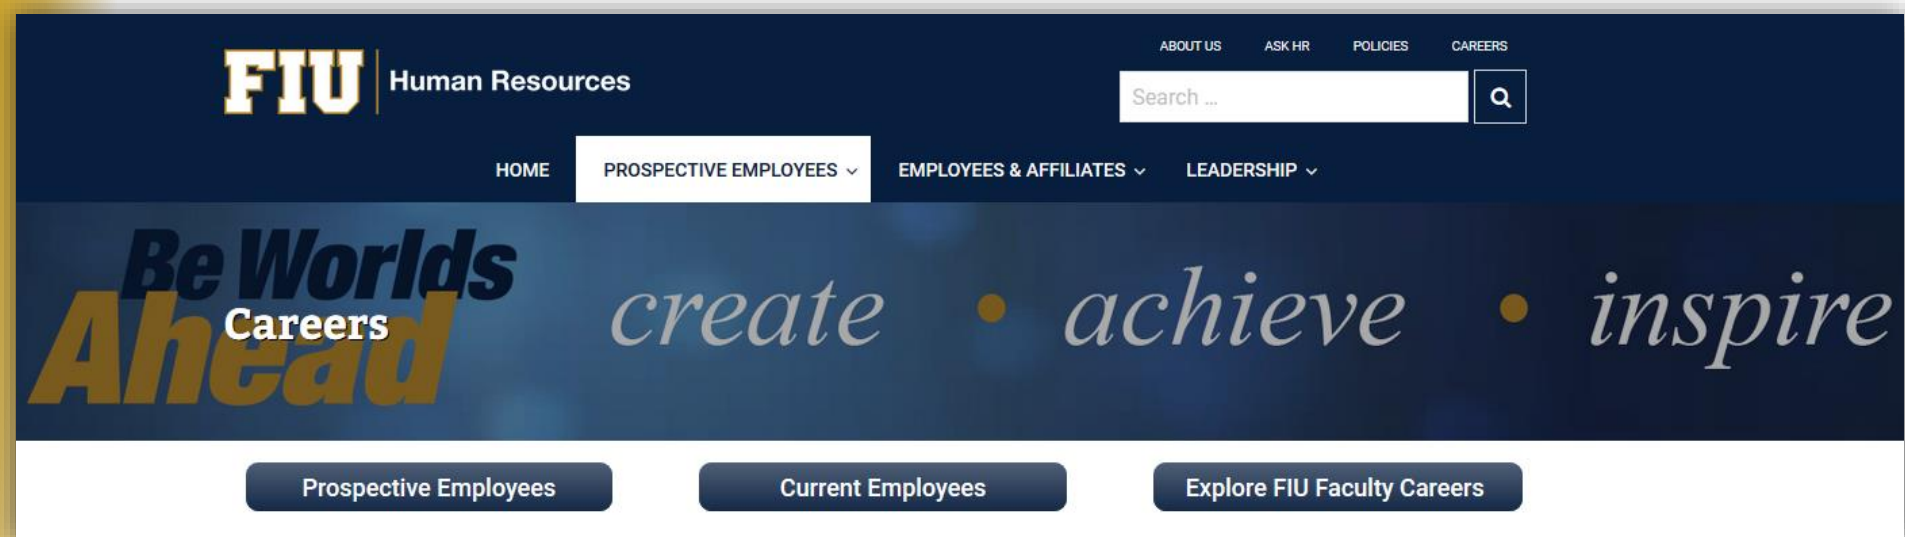 ABOUT US ASK HR POLICIES CAREERS
FIU Human Resources
Search ...
HOME PROSPECTIVE EMPLOYEES EMPLOYEES & AFFILIATES LEADERSHIP
Be Worlds
Ahead
Careers
create • achieve • inspire
Prospective Employees Current Employees Explore FIU Faculty Careers